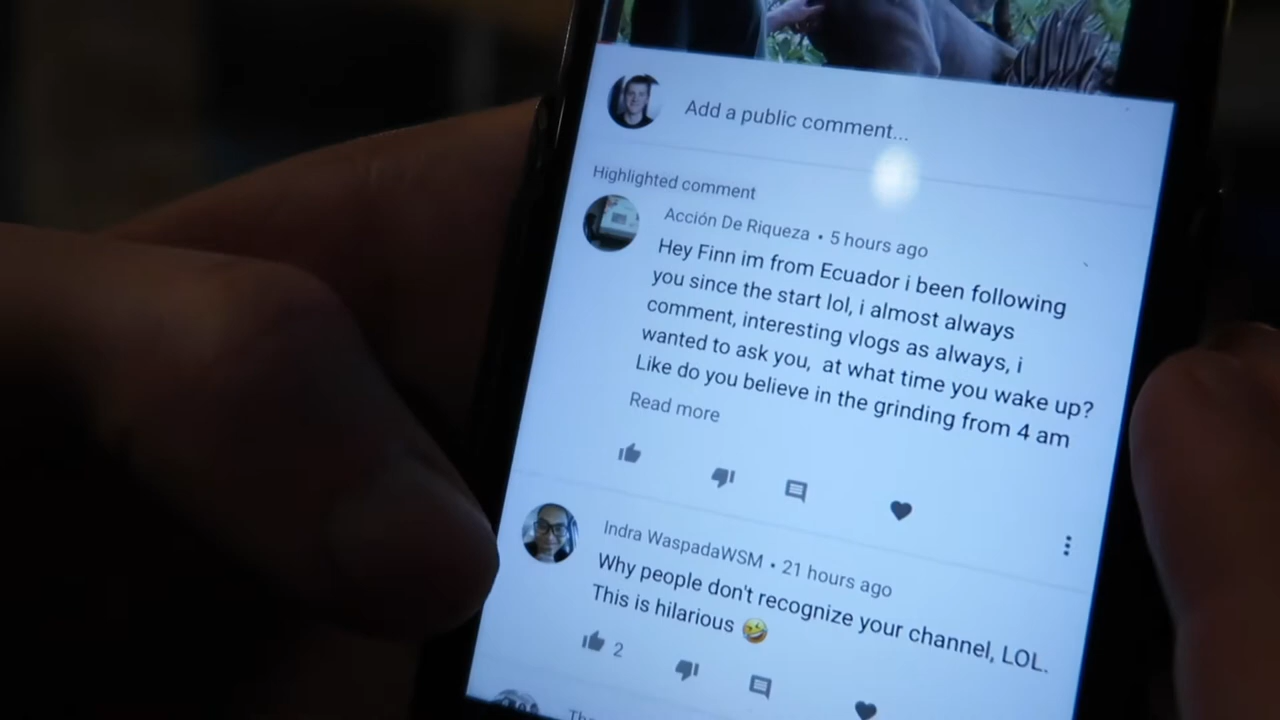 Add a public comment...
Highlighted comment
Acción De Riqueza • 5 hours ago
Hey Finn im from Ecuador i been following
you since the start lol, i almost always
comment, interesting vlogs as always, i
wanted to ask you, at what time you wake up?
Like do you believe in the grinding from 4 am
Read more
Indra WaspadaWSM • 21 hours ago
Why people don't recognize your channel, LOL.
This is hilarious 🤣
2